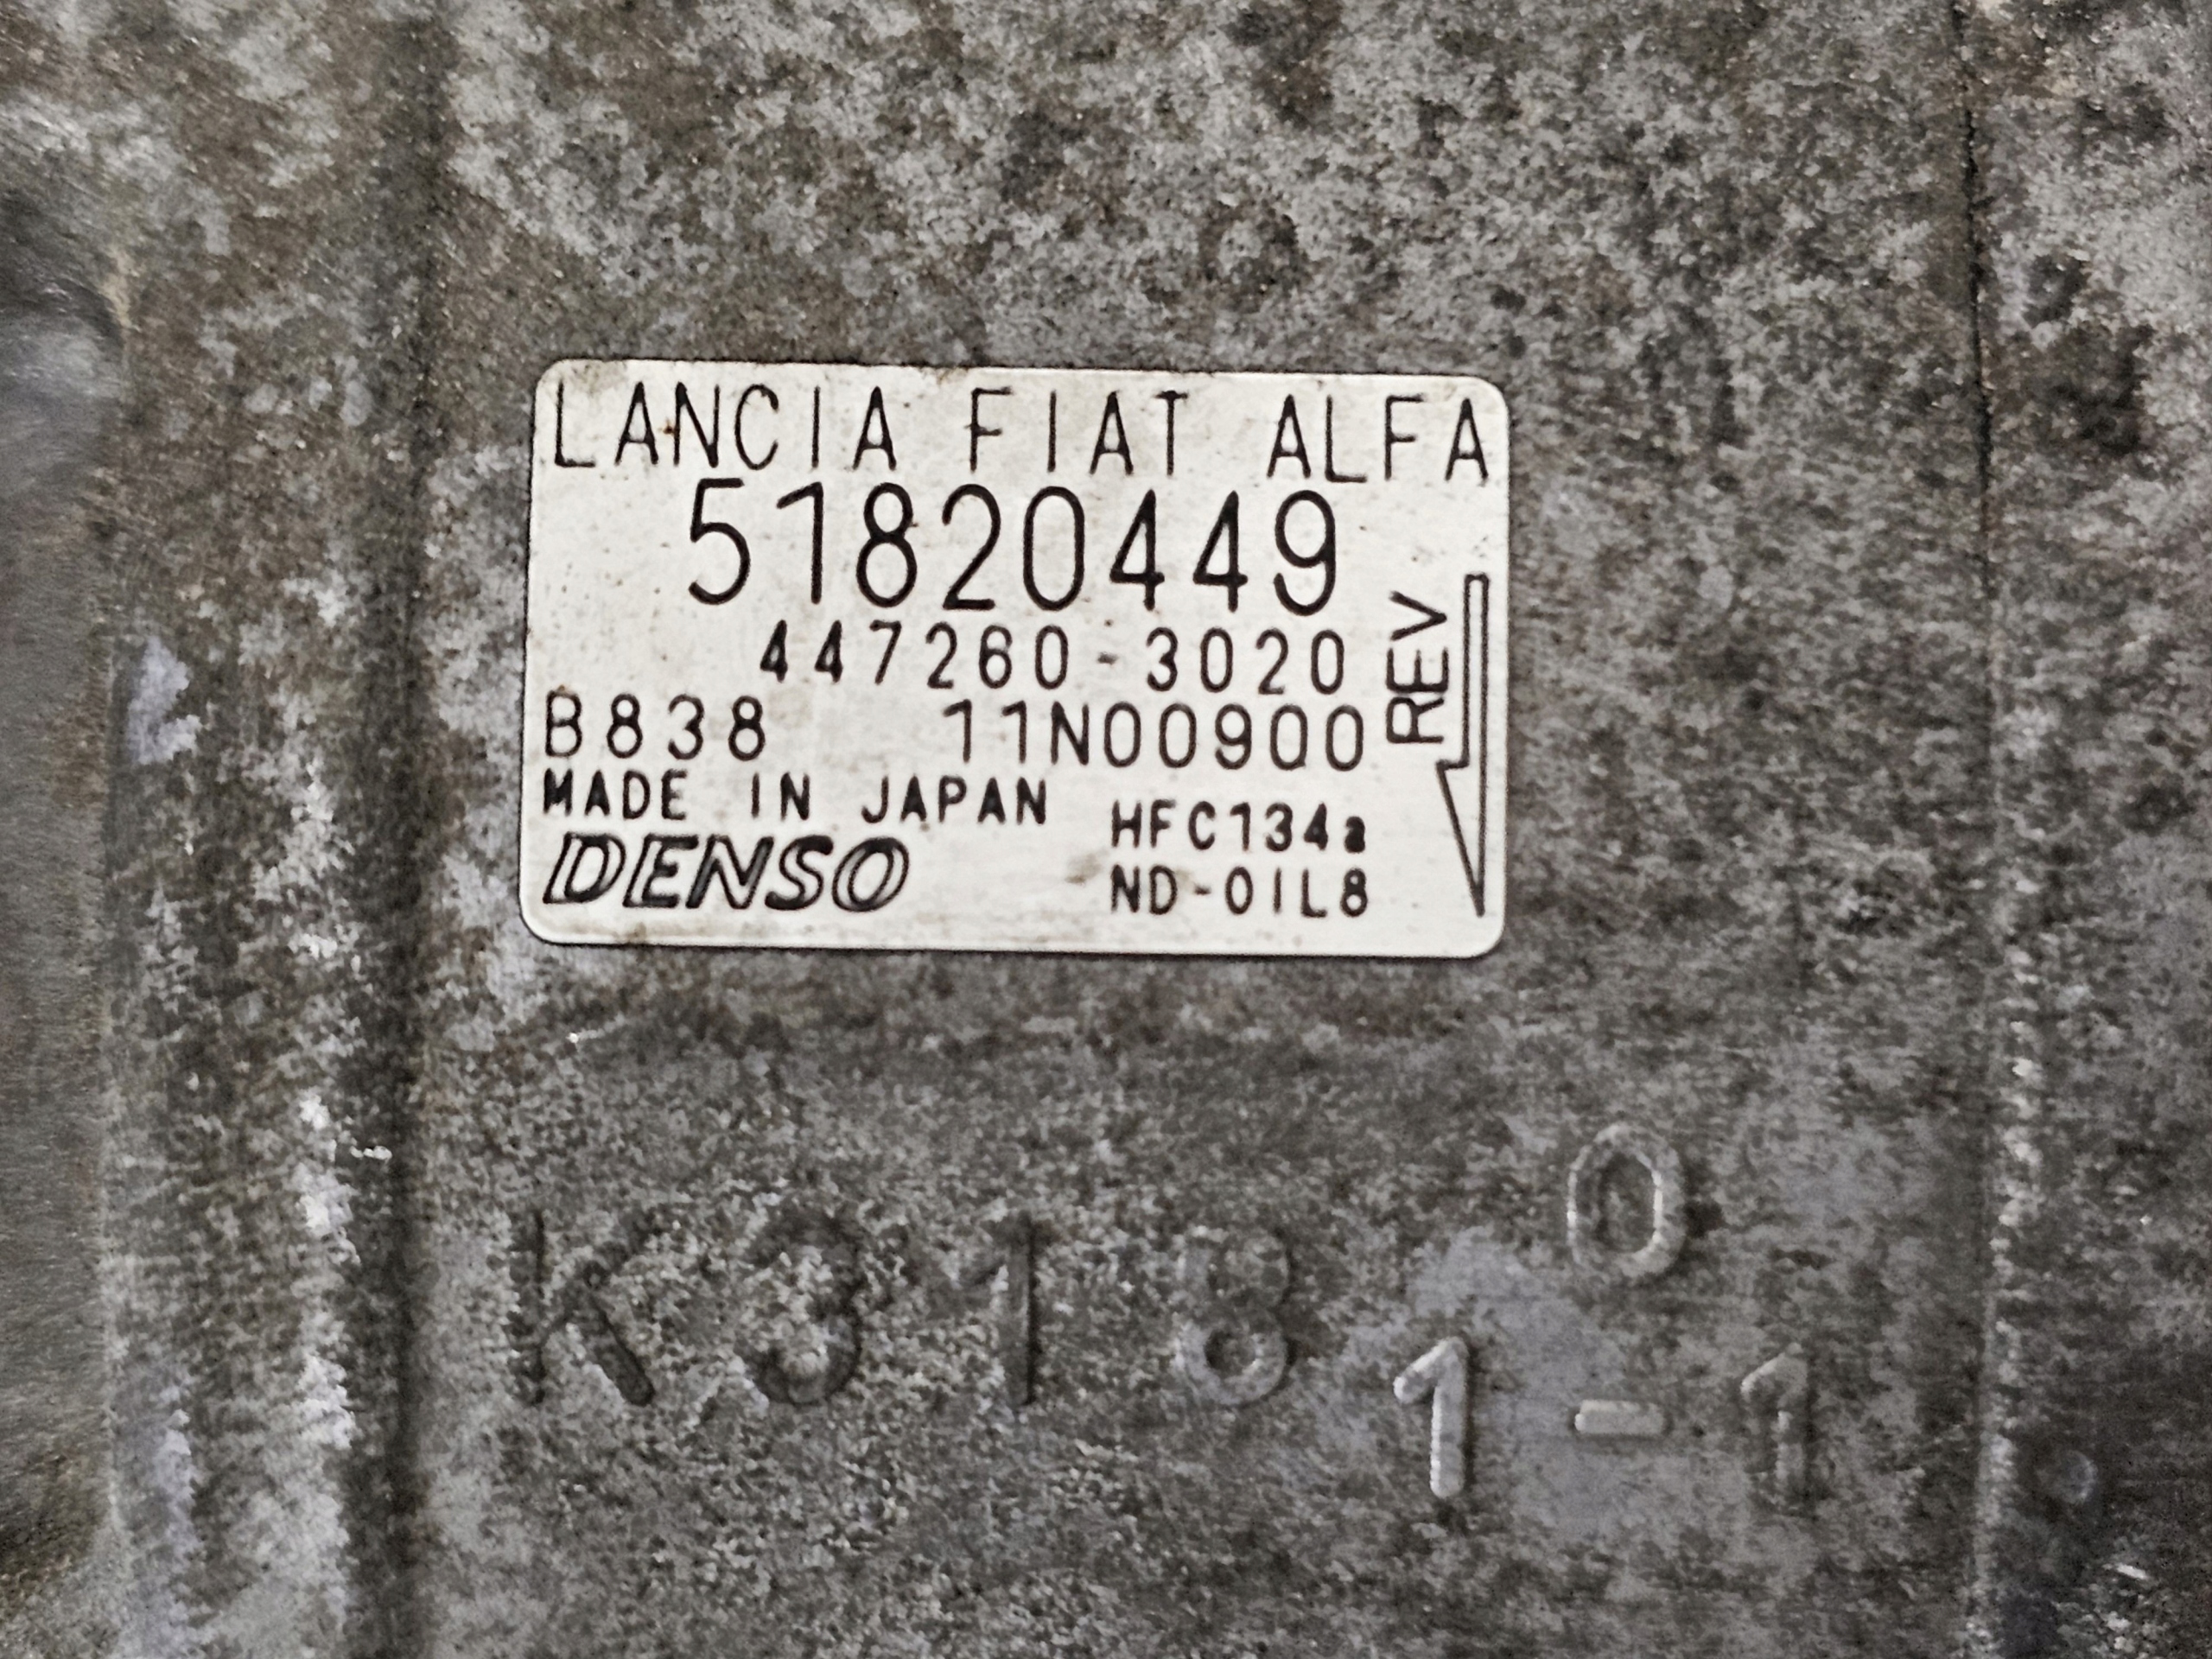 LANCIA FIAT ALFA
51820449
447260-3020
REV
B838 11N00900
MADE IN JAPAN HFC134a
DENSO ND-OIL8
0
K318
1-1